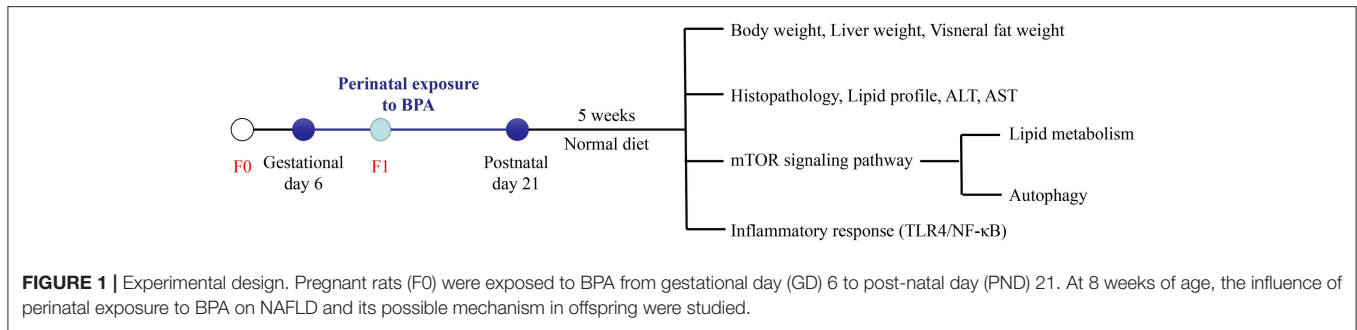 Perinatal exposure
to BPA
F0
Gestational
day 6
F1
Postnatal
day 21
5 weeks
Normal diet
Body weight, Liver weight, Visneral fat weight
Histopathology, Lipid profile, ALT, AST
mTOR signaling pathway
Lipid metabolism
Autophagy
Inflammatory response (TLR4/NF-κB)
FIGURE 1 | Experimental design. Pregnant rats (F0) were exposed to BPA from gestational day (GD) 6 to post-natal day (PND) 21. At 8 weeks of age, the influence of
perinatal exposure to BPA on NAFLD and its possible mechanism in offspring were studied.